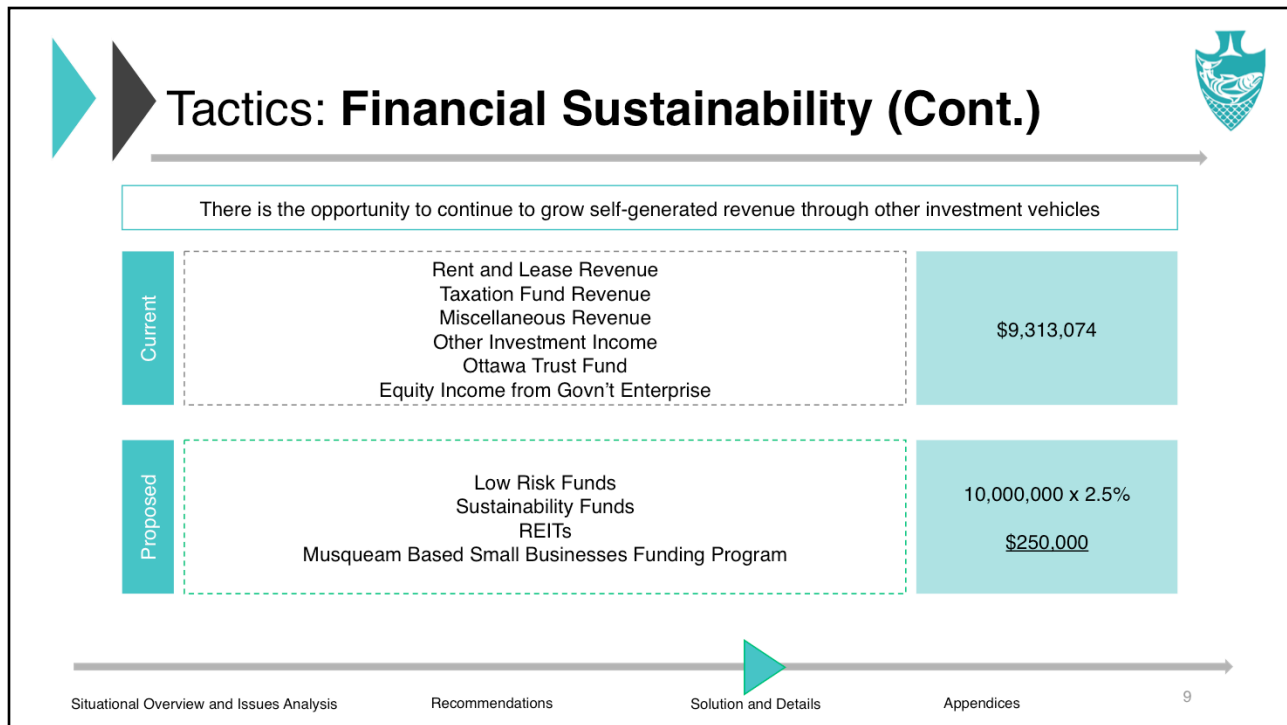 Tactics: Financial Sustainability (Cont.)
There is the opportunity to continue to grow self-generated revenue through other investment vehicles
Current
Rent and Lease Revenue
Taxation Fund Revenue
Miscellaneous Revenue
Other Investment Income
Ottawa Trust Fund
Equity Income from Govn't Enterprise
$9,313,074
Proposed
Low Risk Funds
Sustainability Funds
REITs
Musqueam Based Small Businesses Funding Program
10,000,000 x 2.5%
$250,000
Situational Overview and Issues Analysis
Recommendations
Solution and Details
Appendices
9